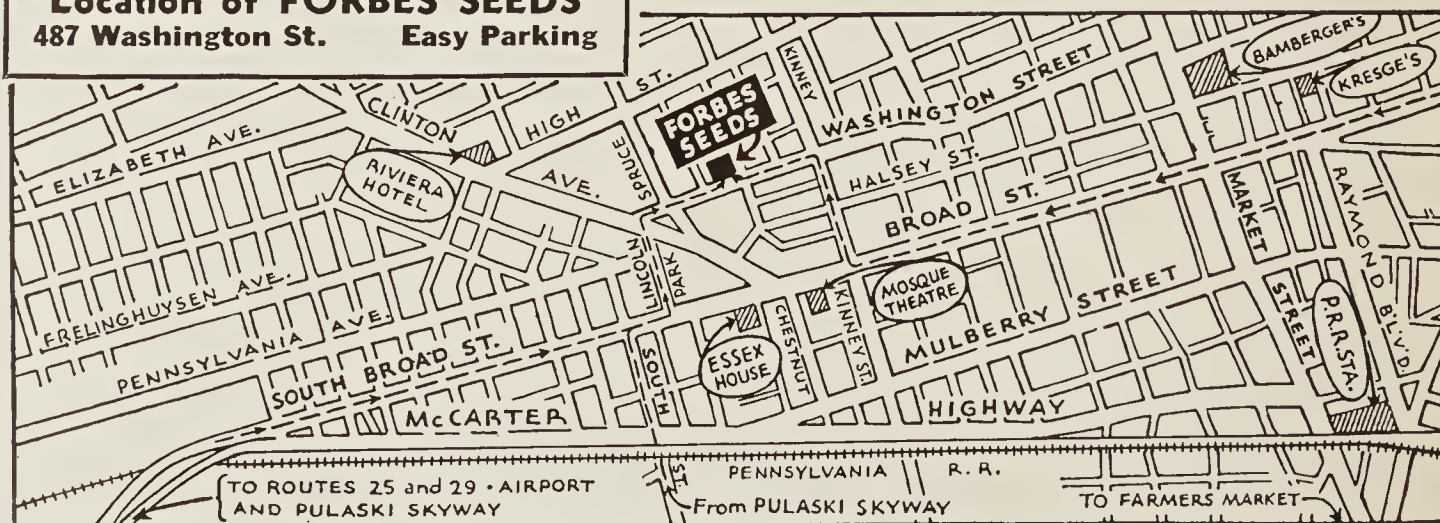 Location of FORBES SEEDS
487 Washington St. Easy Parking
ELIZABETH AVE.
CLINTON
AVE.
HIGH
ST.
RIVIERA
HOTEL
SPRUCE
FORBES
SEEDS
KINNEY
WASHINGTON STREET
BAMBERGER'S
KRESGE'S
HALSEY ST.
BROAD ST.
MARKET
STREET
RAYMOND BL'V'D.
P.R.R. STA.
FRELINGHUYSEN AVE.
PENNSYLVANIA AVE.
SOUTH BROAD ST.
LINCOLN
PARK
ESSEX
HOUSE
CHESTNUT
MOSQUE
THEATRE
KINNEY ST.
MULBERRY STREET
SOUTH
ST.
McCARTER
HIGHWAY
PENNSYLVANIA R. R.
TO ROUTES 25 and 29 • AIRPORT
AND PULASKI SKYWAY
From PULASKI SKYWAY
TO FARMERS MARKET